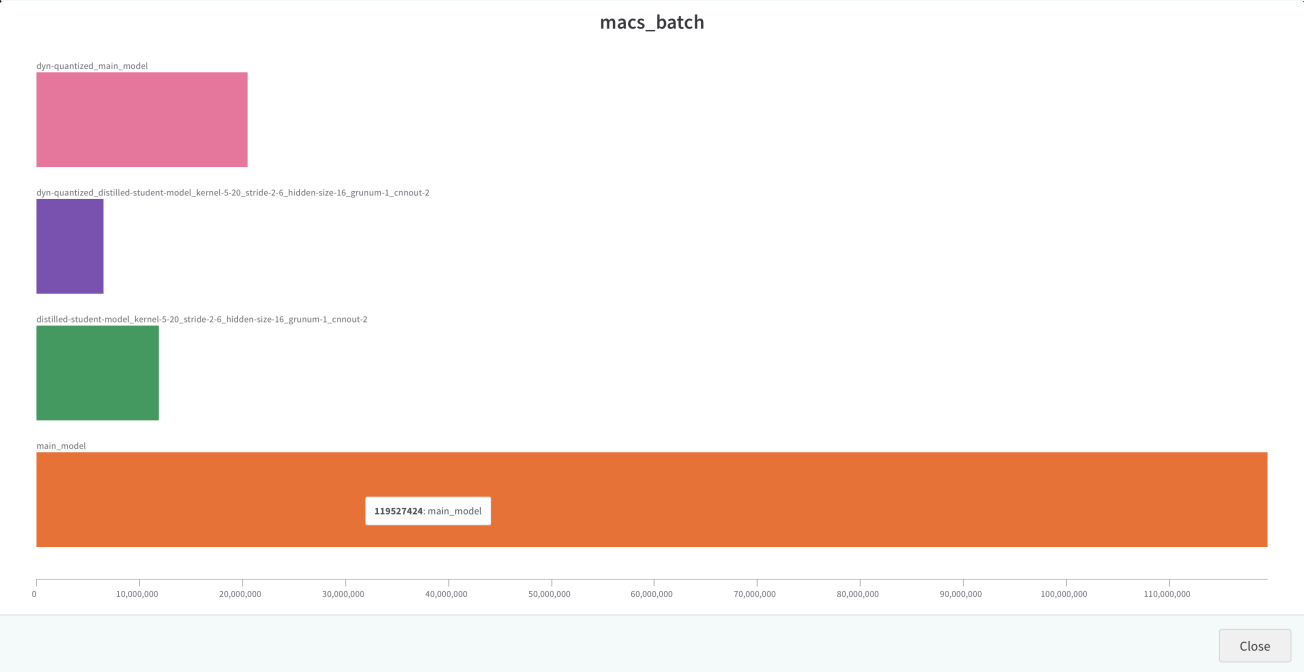 macs_batch
dyn-quantized_main_model
dyn-quantized_distilled-student-model_kernel-5-20_stride-2-6_hidden-size-16_grunum-1_cnnout-2
distilled-student-model_kernel-5-20_stride-2-6_hidden-size-16_grunum-1_cnnout-2
main_model
119527424: main_model
0 10,000,000 20,000,000 30,000,000 40,000,000 50,000,000 60,000,000 70,000,000 80,000,000 90,000,000 100,000,000 110,000,000
Close